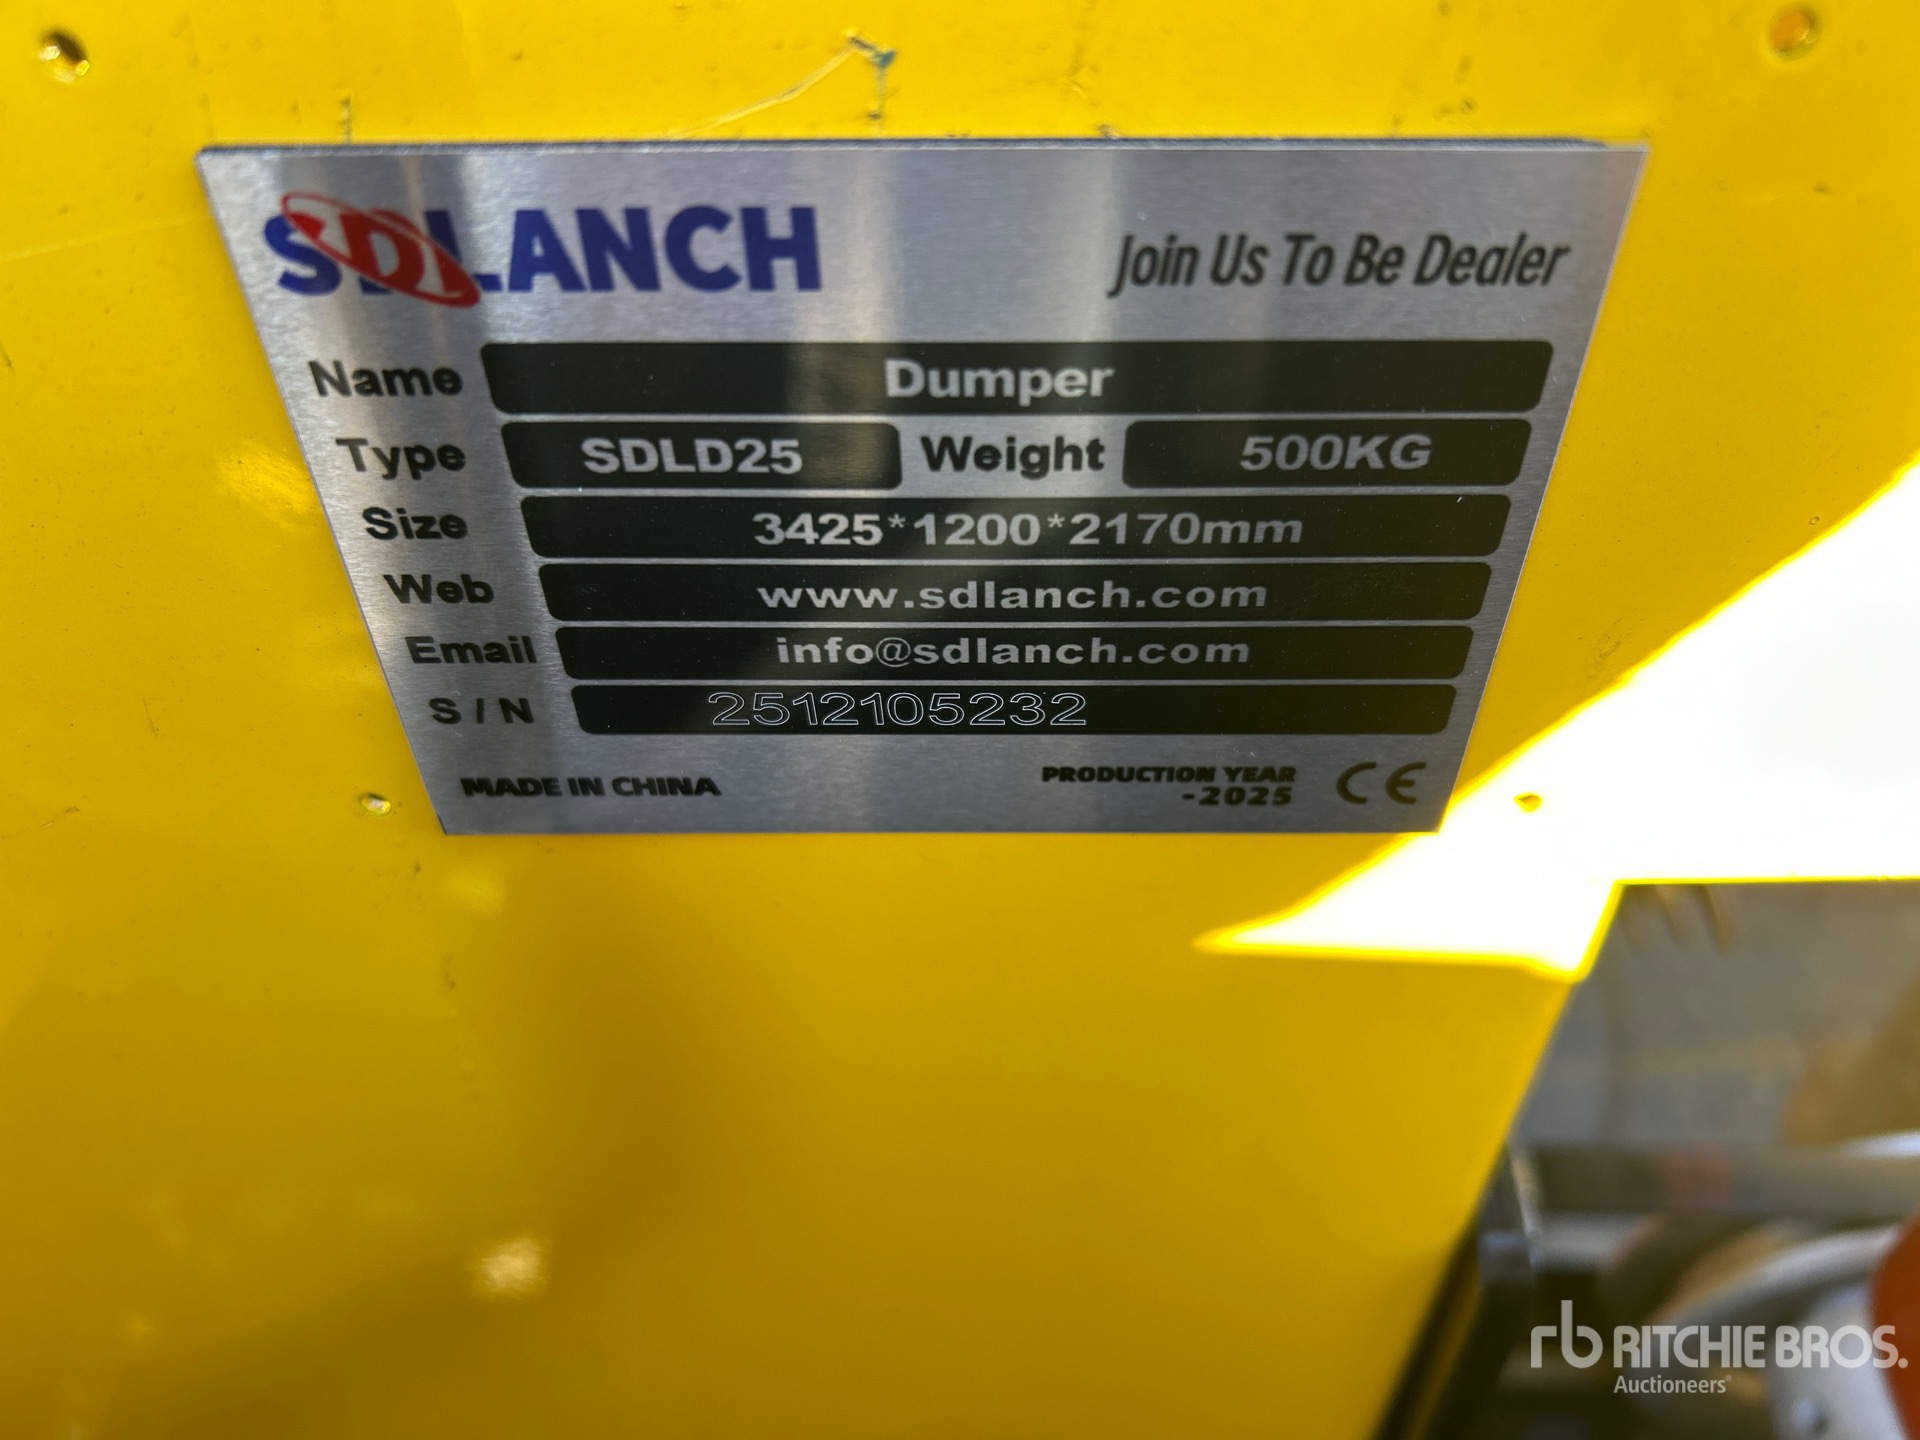 SDLANCH
Join Us To Be Dealer
Name Dumper
Type SDLD25 Weight 500KG
Size 3425*1200*2170mm
Web www.sdlanch.com
Email info@sdlanch.com
S / N 2512105232
MADE IN CHINA
PRODUCTION YEAR
-2025
CE
rb RITCHIE BROS.
Auctioneers